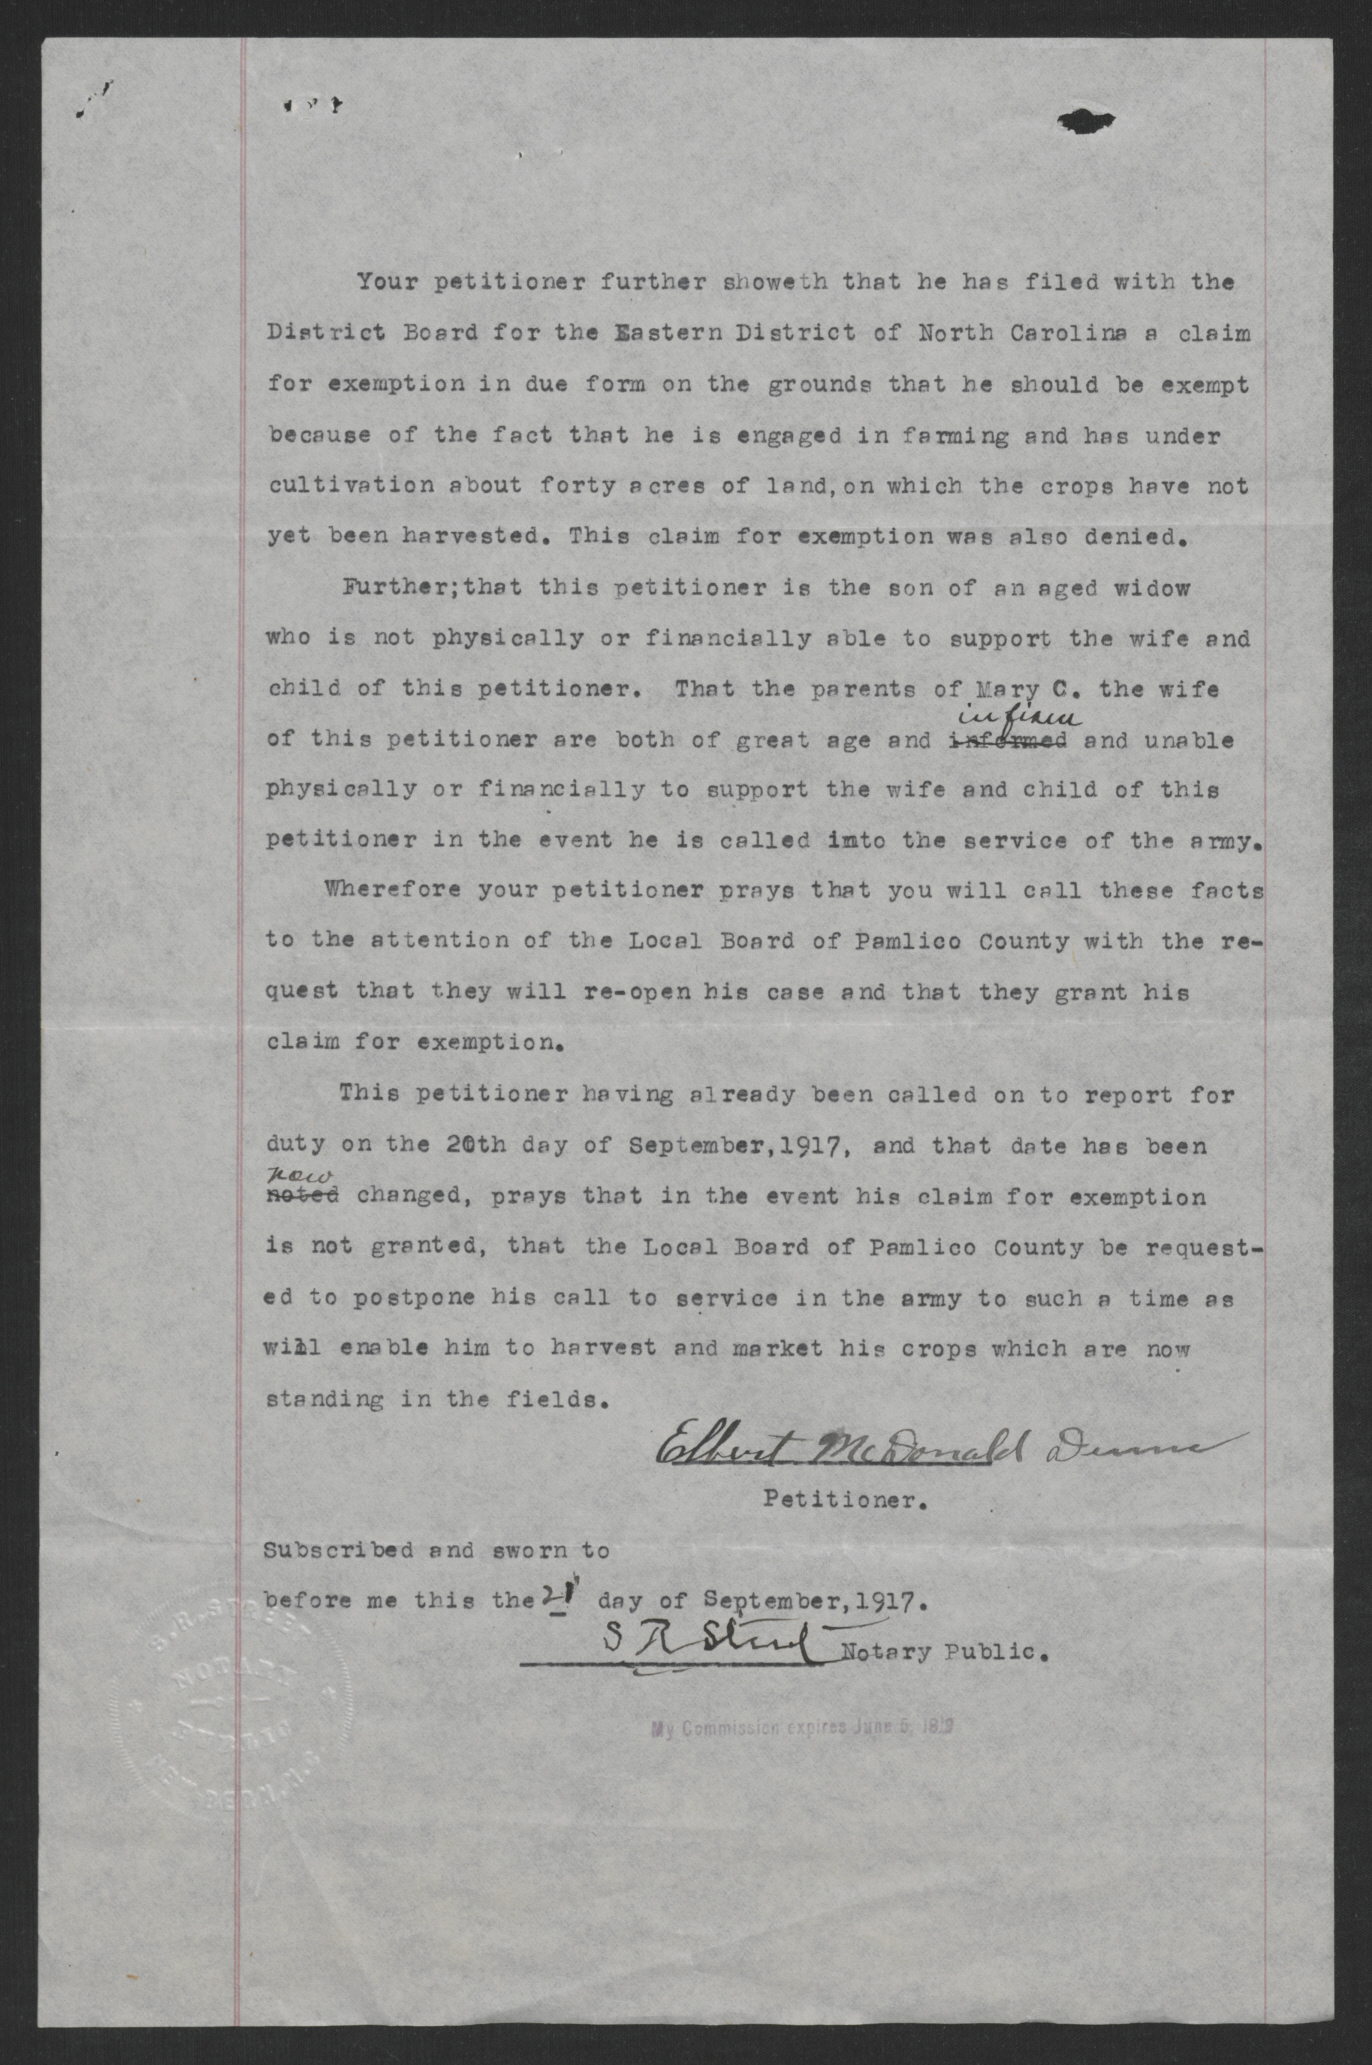 Your petitioner further showeth that he has filed with the
District Board for the Eastern District of North Carolina a claim
for exemption in due form on the grounds that he should be exempt
because of the fact that he is engaged in farming and has under
cultivation about forty acres of land,on which the crops have not
yet been harvested. This claim for exemption was also denied.
Further;that this petitioner is the son of an aged widow
who is not physically or financially able to support the wife and
child of this petitioner. That the parents of Mary C. the wife
infirm
of this petitioner are both of great age and informed and unable
physically or financially to support the wife and child of this
petitioner in the event he is called into the service of the army.
Wherefore your petitioner prays that you will call these facts
to the attention of the Local Board of Pamlico County with the re-
quest that they will re-open his case and that they grant his
claim for exemption.
This petitioner having already been called on to report for
duty on the 20th day of September,1917, and that date has been
now
noted changed, prays that in the event his claim for exemption
is not granted, that the Local Board of Pamlico County be request-
ed to postpone his call to service in the army to such a time as
will enable him to harvest and market his crops which are now
standing in the fields.
Elbert McDonald Dunne
Petitioner.
Subscribed and sworn to
before me this the 21 day of September,1917.
S R Street Notary Public.
My Commission expires June 5, 1819
S.R.STREET
NOTARY
PUBLIC
BERN.N.C.